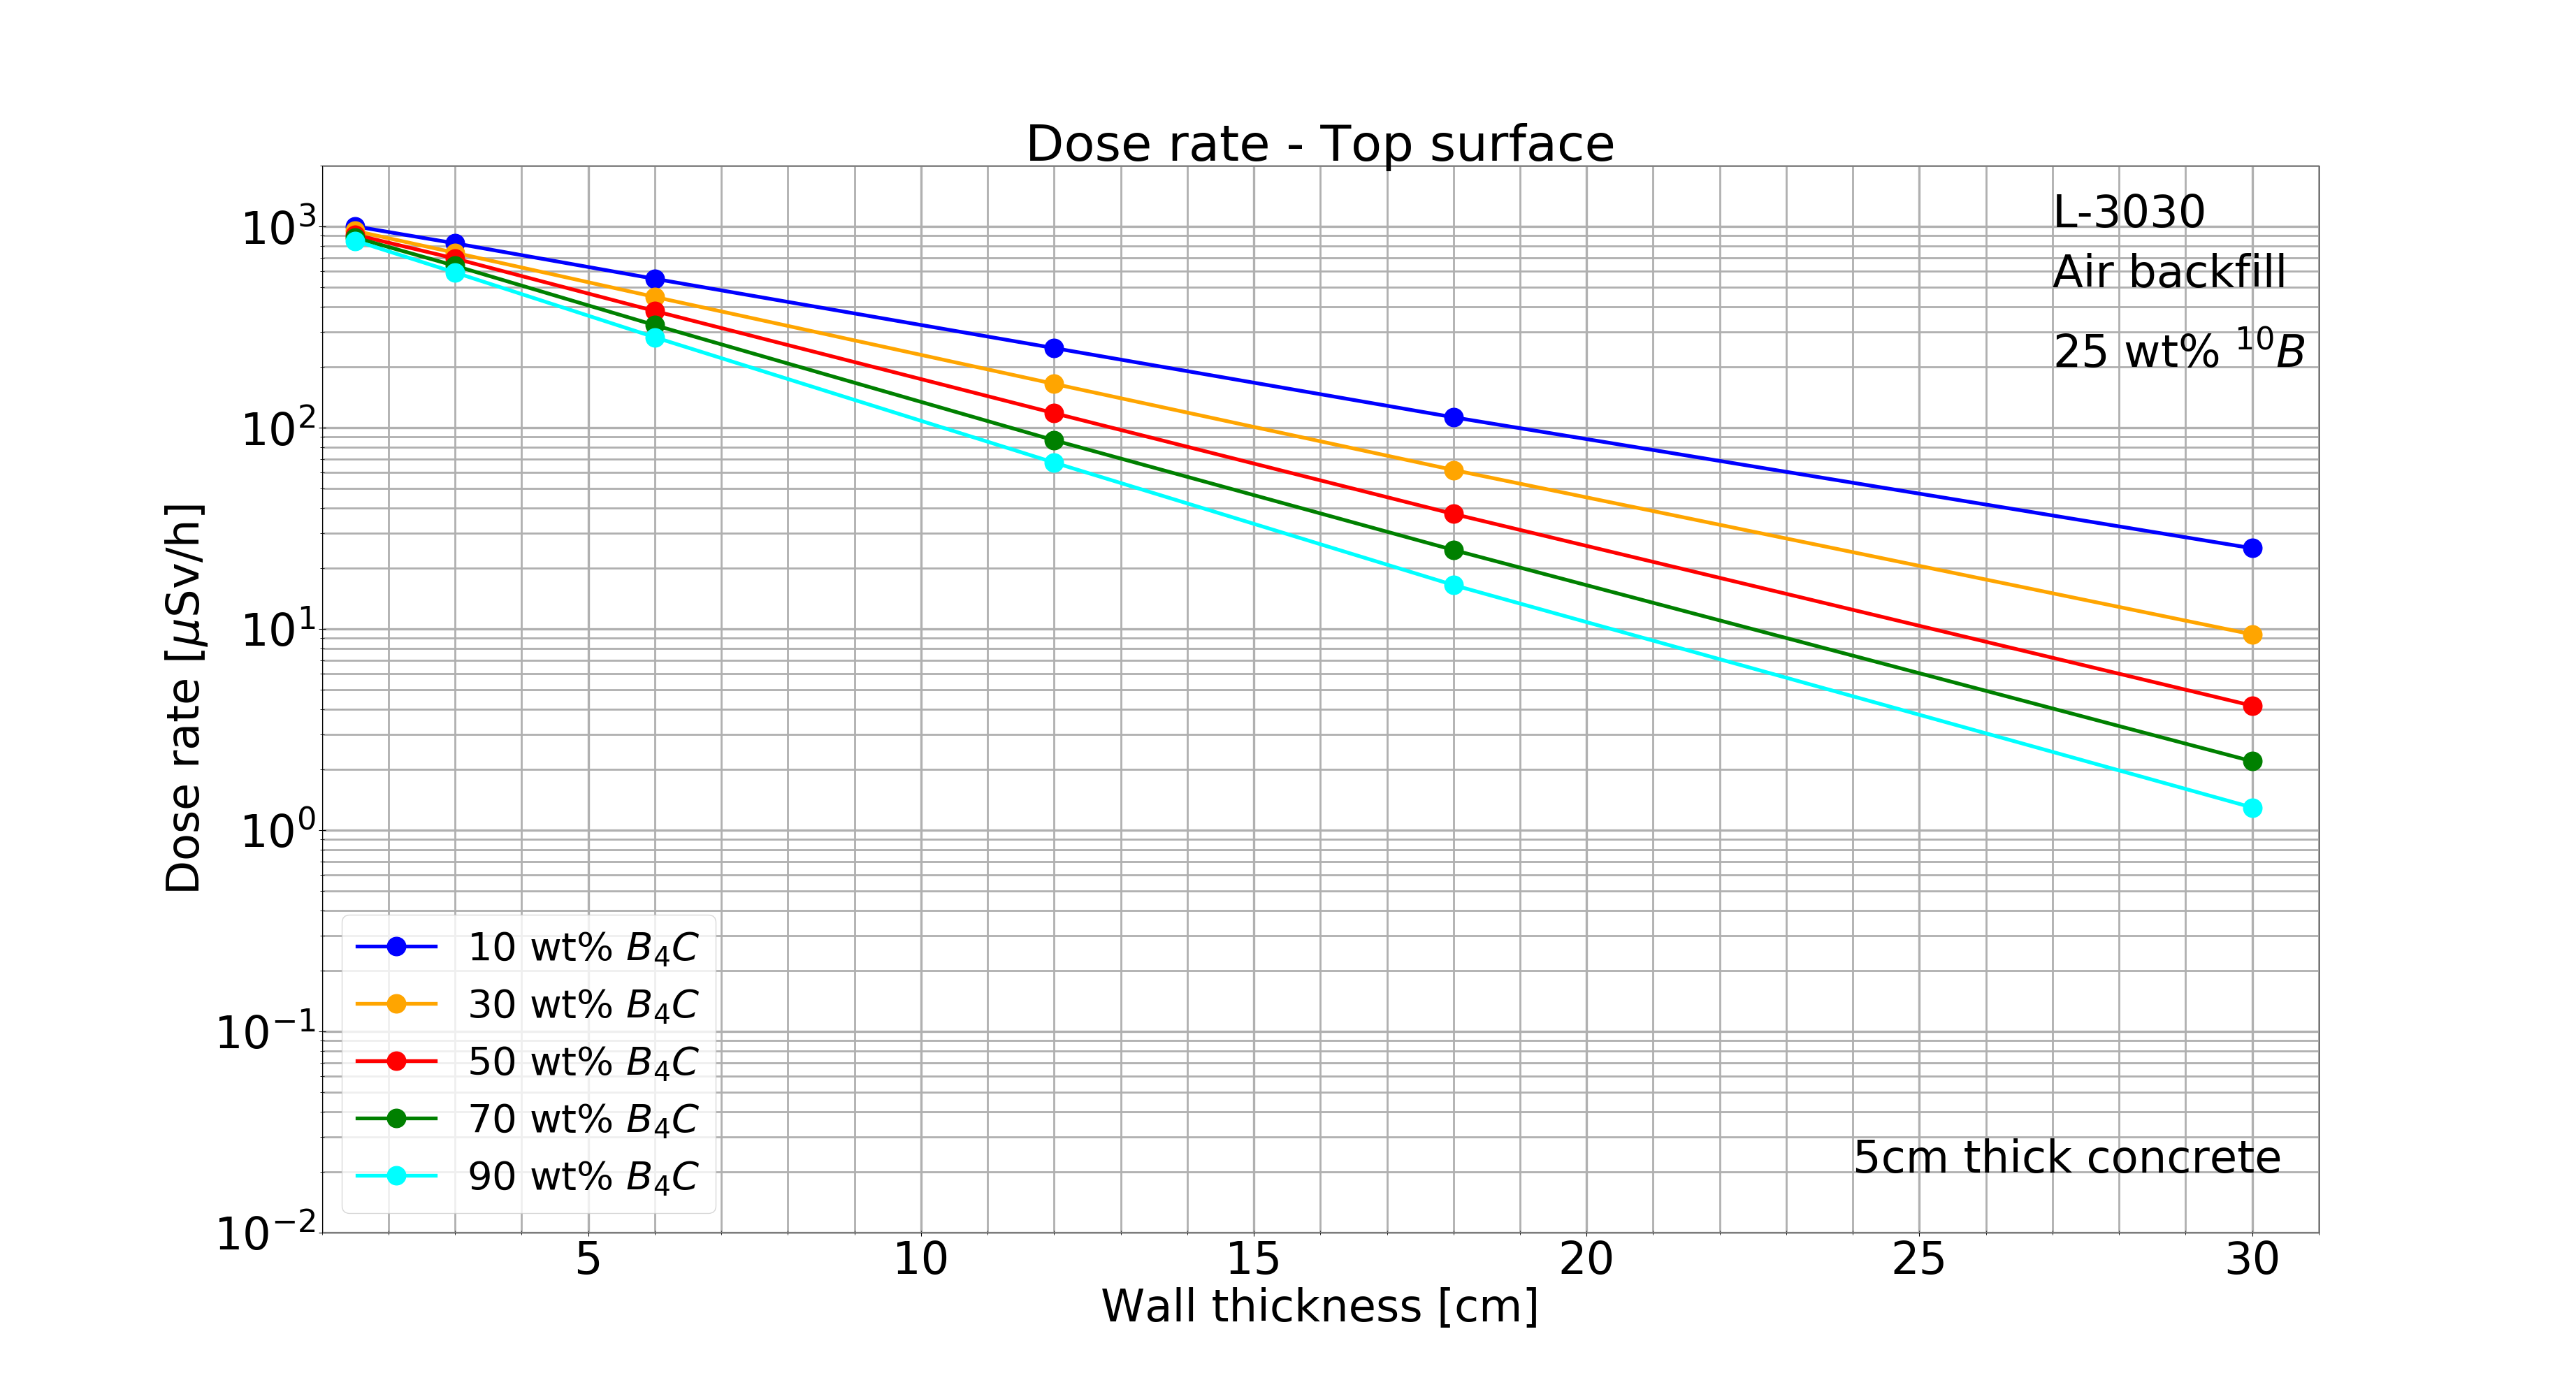 Dose rate - Top surface
L-3030
Air backfill
25 wt% ¹⁰B
Dose rate [μSv/h]
10³
10²
10¹
10⁰
10⁻¹
10⁻²
10 wt% B₄C
30 wt% B₄C
50 wt% B₄C
70 wt% B₄C
90 wt% B₄C
5cm thick concrete
5 10 15 20 25 30
Wall thickness [cm]